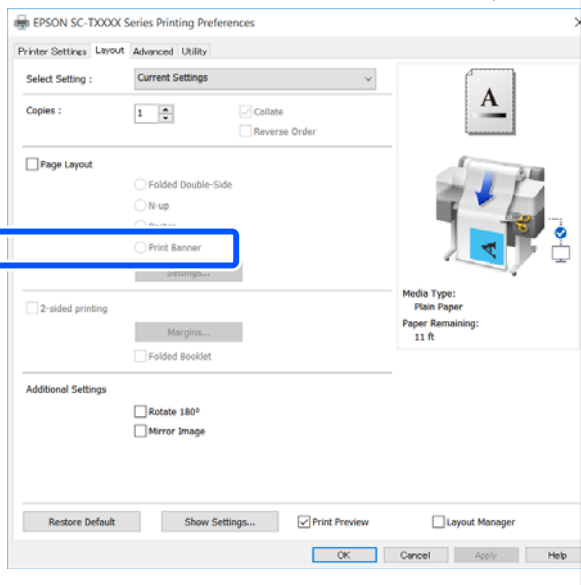 EPSON SC-TXXXX Series Printing Preferences
Printer Settings Layout Advanced Utility
Select Setting : Current Settings
Copies : 1 Collate
Reverse Order
A
Page Layout
Folded Double-Side
N-up
Print Banner
Settings...
2-sided printing
Margins...
Folded Booklet
Media Type:
Plain Paper
Paper Remaining:
11 ft
Additional Settings
Rotate 180º
Mirror Image
Restore Default Show Settings... Print Preview Layout Manager
OK Cancel Apply Help